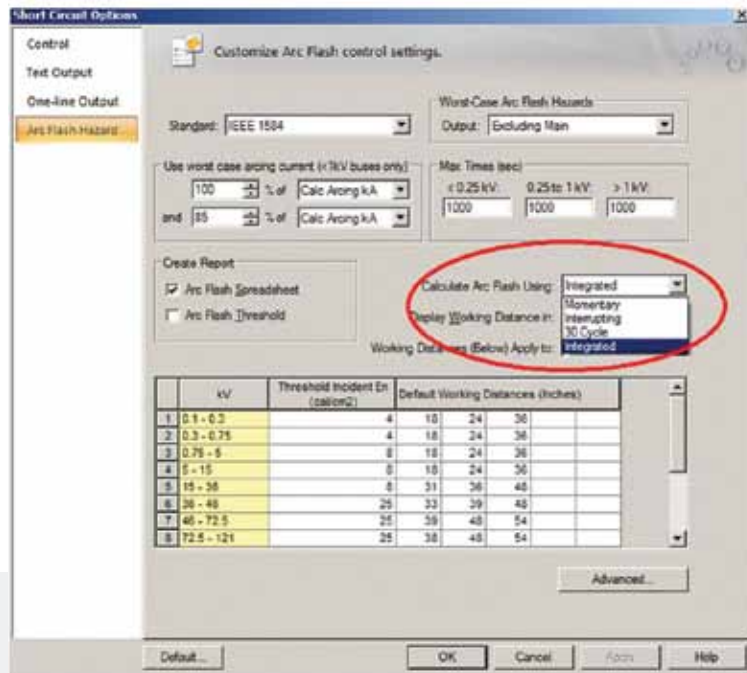 Short Circuit Options
Control
Text Output
One-line Output
Arc Flash Hazard
Customize Arc Flash control settings.
Standard: IEEE 1584
Worst-Case Arc Flash Hazards
Output: Excluding Main
Use worst case arcing current (<1kV buses only)
100 % of Calc Arcing kA
and 85 % of Calc Arcing kA
Max Times (sec)
< 0.25 kV: 0.25 to 1 kV: > 1 kV:
1000 1000 1000
Create Report
Arc Flash Spreadsheet
Arc Flash Threshold
Calculate Arc Flash Using: Integrated
Momentary
Interrupting
30 Cycle
Integrated
Display Working Distance in:
Working Distances (Below) Apply to:
kV Threshold Incident En (cal/cm2) Default Working Distances (Inches)
1 0.1 - 0.3 4 18 24 36
2 0.3 - 0.75 4 18 24 36
3 0.75 - 5 8 18 24 36
4 5 - 15 8 18 24 36
5 15 - 36 8 31 36 48
6 36 - 46 25 33 39 48
7 46 - 72.5 25 39 48 54
8 72.5 - 121 25 38 48 54
Advanced...
Default... OK Cancel Apply Help